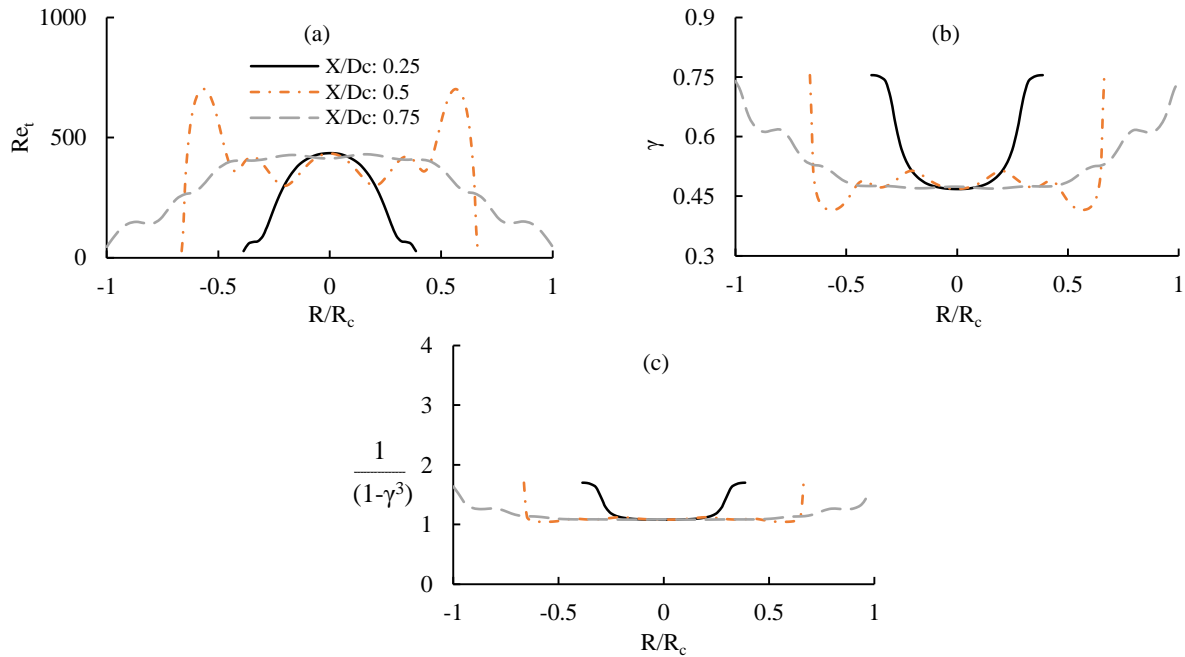 (a)
X/Dc: 0.25
X/Dc: 0.5
X/Dc: 0.75
1000
500
0
Re_t
-1 -0.5 0 0.5 1
R/R_c
(b)
0.9
0.75
0.6
0.45
0.3
γ
-1 -0.5 0 0.5 1
R/R_c
(c)
4
3
2
1
0
1
(1-γ³)
-1 -0.5 0 0.5 1
R/R_c